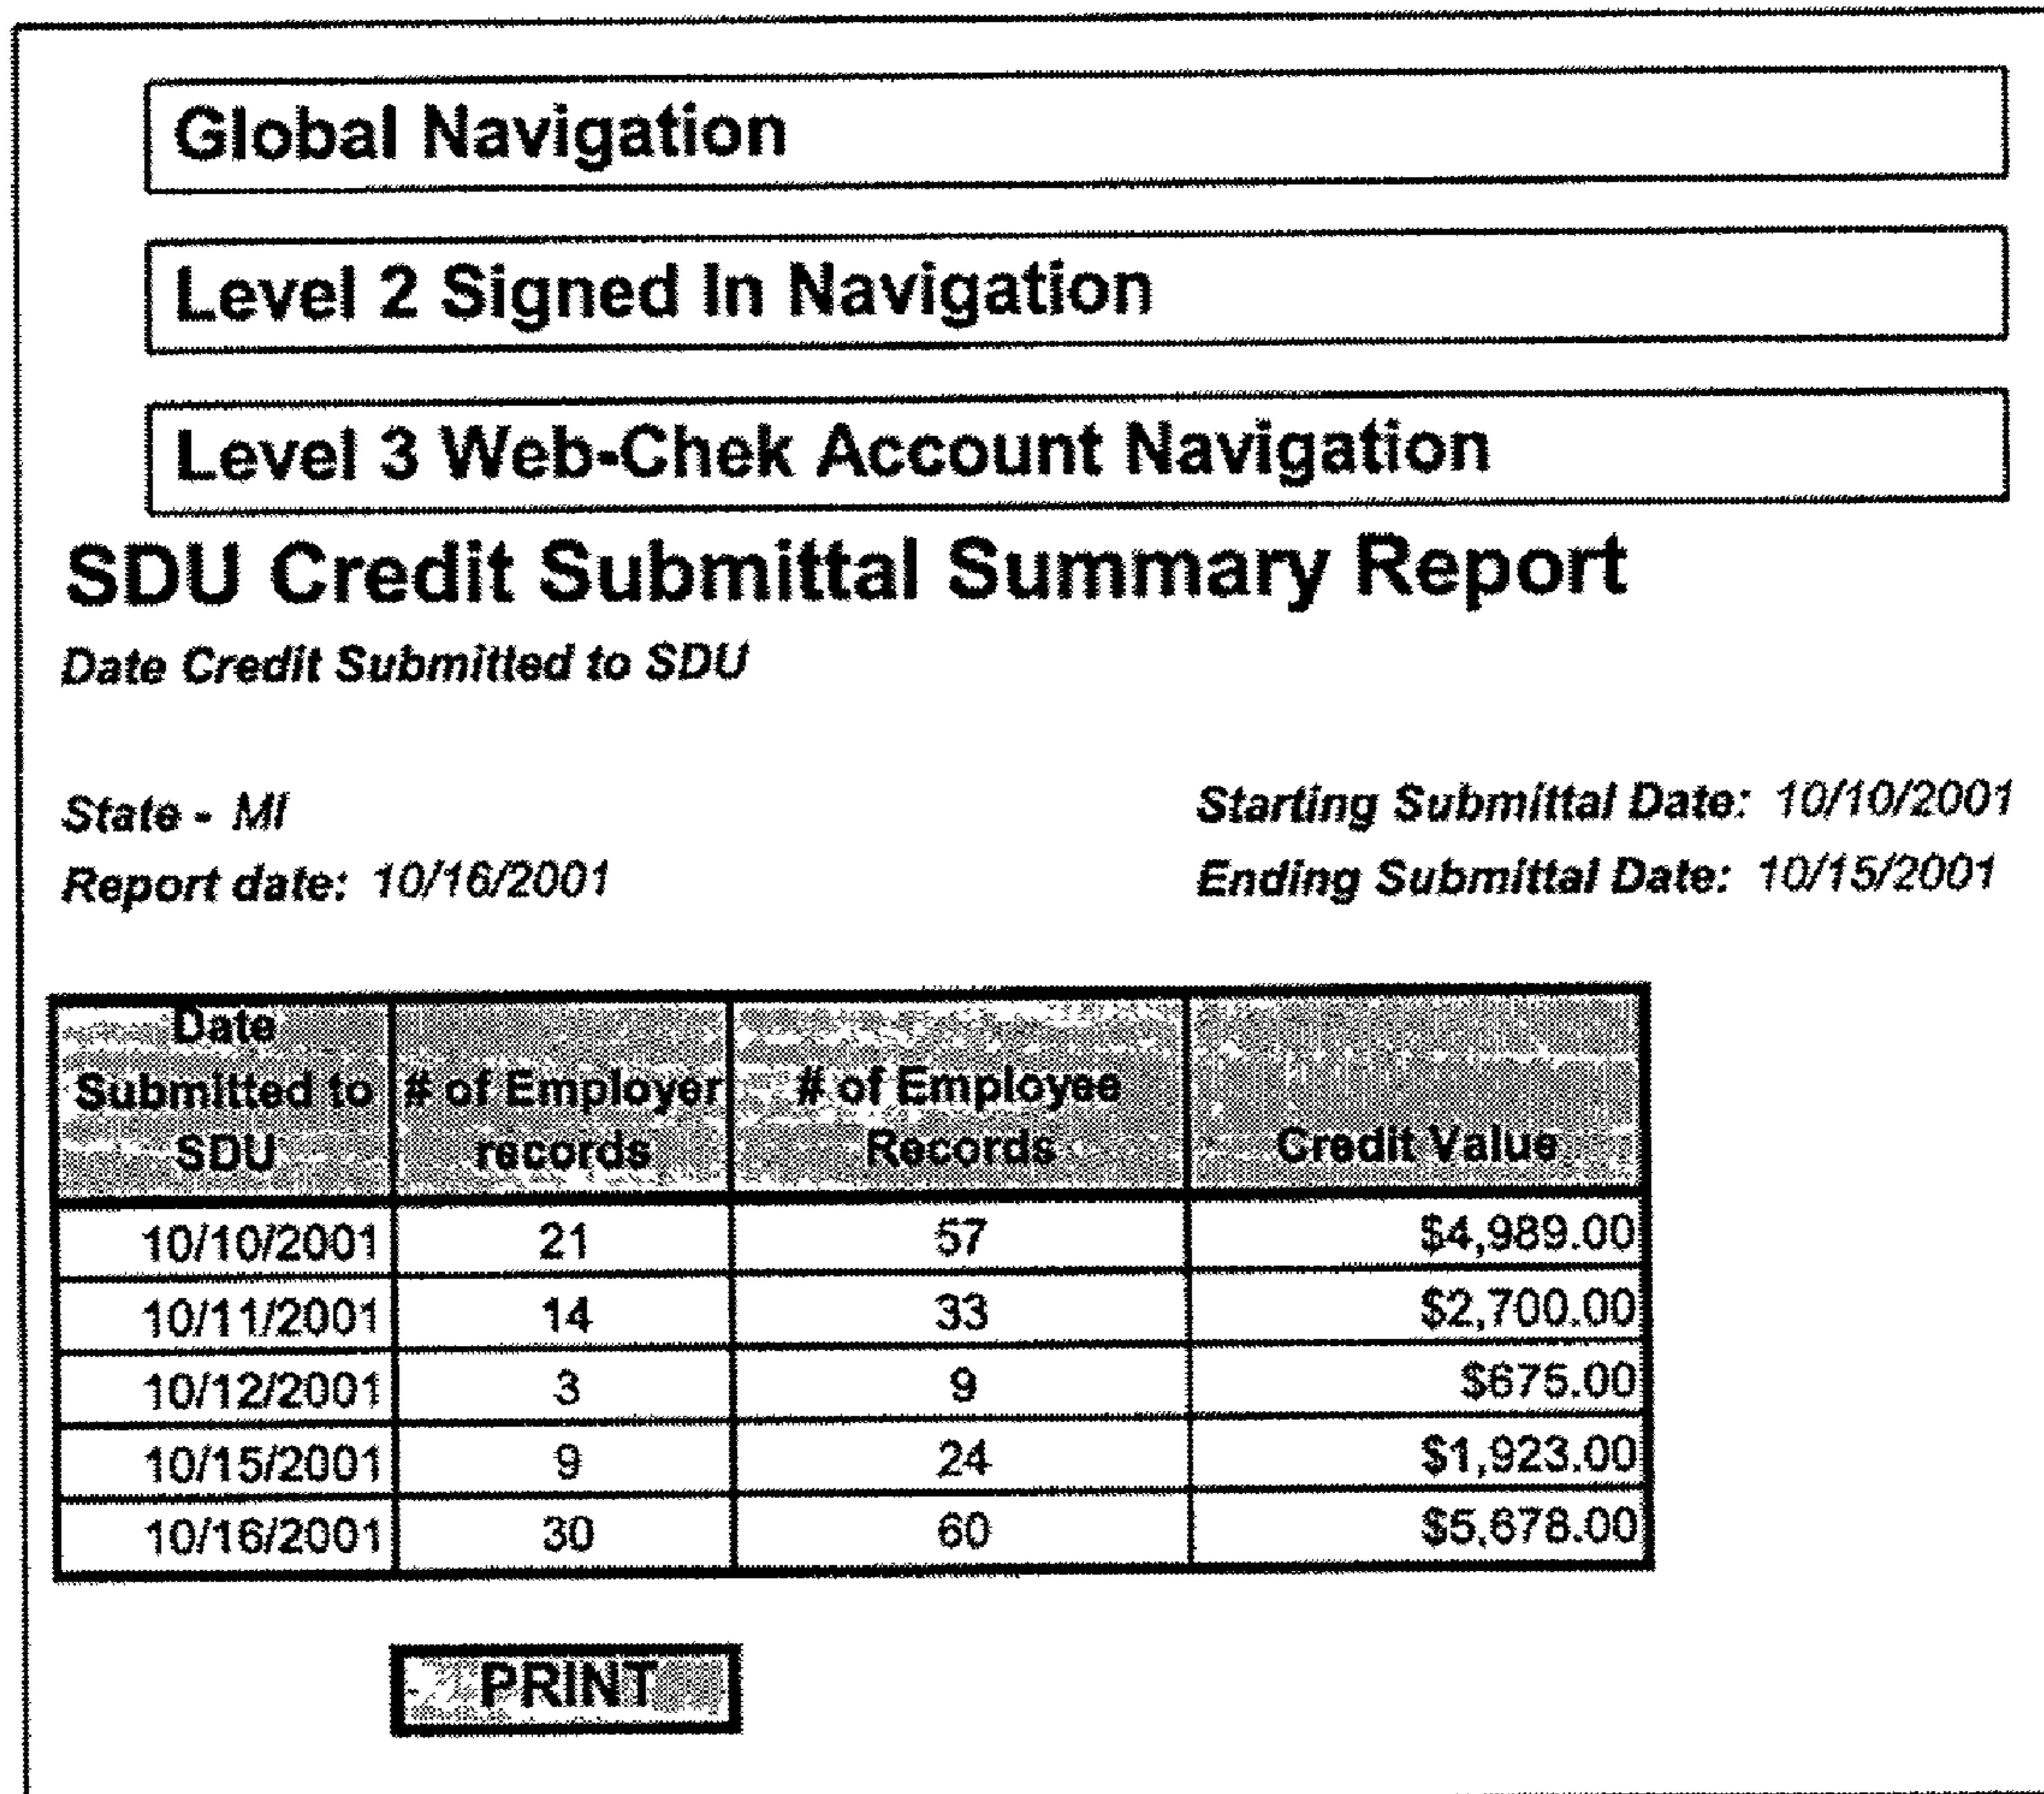 Global Navigation
Level 2 Signed In Navigation
Level 3 Web-Chek Account Navigation
SDU Credit Submittal Summary Report
Date Credit Submitted to SDU
State - MI Starting Submittal Date: 10/10/2001
Report date: 10/16/2001 Ending Submittal Date: 10/15/2001
Date Submitted to SDU # of Employer records # of Employee Records Credit Value
10/10/2001 21 57 $4,989.00
10/11/2001 14 33 $2,700.00
10/12/2001 3 9 $675.00
10/15/2001 9 24 $1,923.00
10/16/2001 30 60 $5,678.00
PRINT